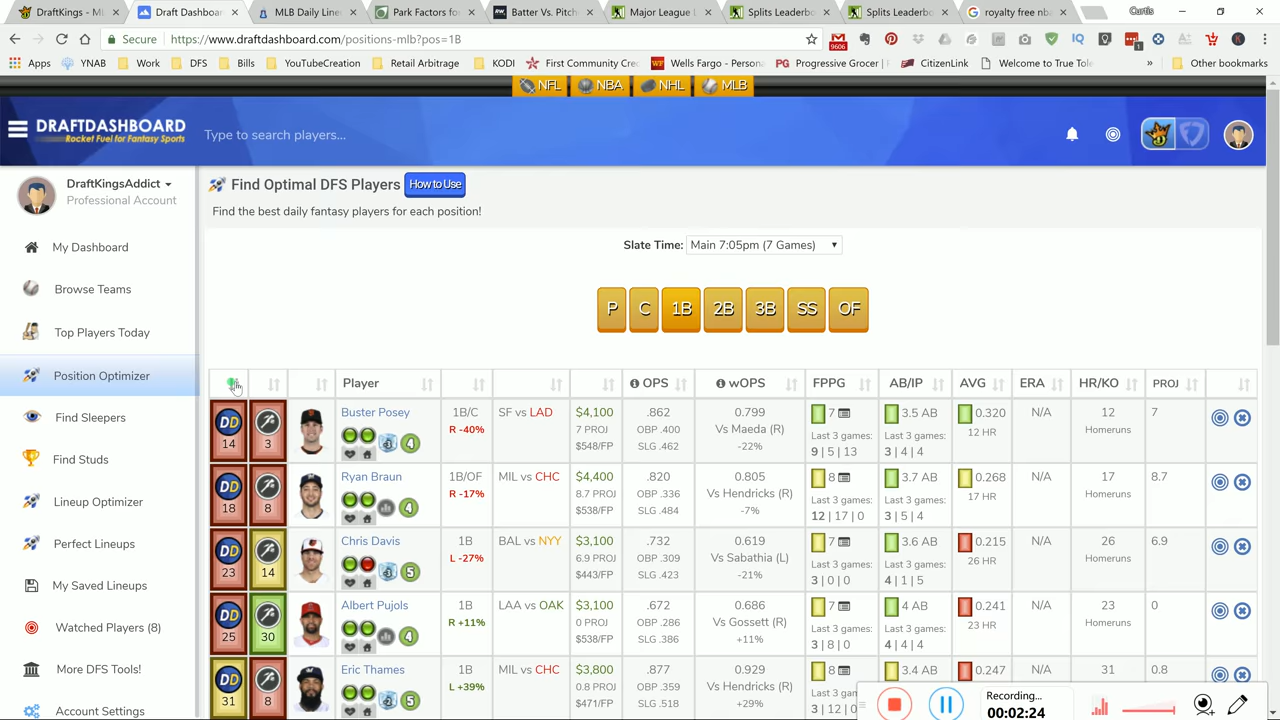 DraftKings - ML
Draft Dashboar
MLB Daily Line
Park Factors fo
Batter Vs. Pitch
Major League L
Splits Leaderbo
Splits Leaderbo
royalty free nb
Curtis
Secure
https://www.draftdashboard.com/positions-mlb?pos=1B
9606
Apps
YNAB
Work
DFS
Bills
YouTubeCreation
Retail Arbitrage
KODI
First Community Cre
Wells Fargo - Persona
PG Progressive Grocer |
CitizenLink
Welcome to True Tole
Other bookmarks
NFL
NBA
NHL
MLB
DRAFTDASHBOARD
Rocket Fuel for Fantasy Sports
Type to search players...
DraftKingsAddict
Professional Account
My Dashboard
Browse Teams
Top Players Today
Position Optimizer
Find Sleepers
Find Studs
Lineup Optimizer
Perfect Lineups
My Saved Lineups
Watched Players (8)
More DFS Tools!
Account Settings
Find Optimal DFS Players How to Use
Find the best daily fantasy players for each position!
Slate Time: Main 7:05pm (7 Games)
P C 1B 2B 3B SS OF
Player OPS wOPS FPPG AB/IP AVG ERA HR/KO PROJ
DD 14 3 Buster Posey 1B/C SF vs LAD $4,100 .862 0.799 7 3.5 AB 0.320 N/A 12 7
4 R -40% 7 PROJ OBP .400 Vs Maeda (R) Last 3 games: Last 3 games: 12 HR Homeruns
$548/FP SLG .462 -22% 9 | 5 | 13 3 | 4 | 4
DD 18 8 Ryan Braun 1B/OF MIL vs CHC $4,400 .820 0.805 8 3.7 AB 0.268 N/A 17 8.7
4 R -17% 8.7 PROJ OBP .336 Vs Hendricks (R) Last 3 games: Last 3 games: 17 HR Homeruns
$538/FP SLG .484 -7% 12 | 17 | 0 3 | 5 | 4
DD 23 14 Chris Davis 1B BAL vs NYY $3,100 .732 0.619 7 3.6 AB 0.215 N/A 26 6.9
5 L -27% 6.9 PROJ OBP .309 Vs Sabathia (L) Last 3 games: Last 3 games: 26 HR Homeruns
$443/FP SLG .423 -21% 3 | 0 | 0 4 | 1 | 5
DD 25 30 Albert Pujols 1B LAA vs OAK $3,100 .672 0.686 7 4 AB 0.241 N/A 23 0
4 R +11% 0 PROJ OBP .286 Vs Gossett (R) Last 3 games: Last 3 games: 23 HR Homeruns
$538/FP SLG .386 +11% 3 | 8 | 0 4 | 4 | 4
DD 31 8 Eric Thames 1B MIL vs CHC $3,800 .877 0.929 8 3.4 AB 0.247 N/A 31 0.8
5 L +39% 0.8 PROJ OBP .359 Vs Hendricks (R) Last 3 games: Last 3 games: Homeruns
$471/FP SLG .518 +29% 3 | 12
Recording...
00:02:24